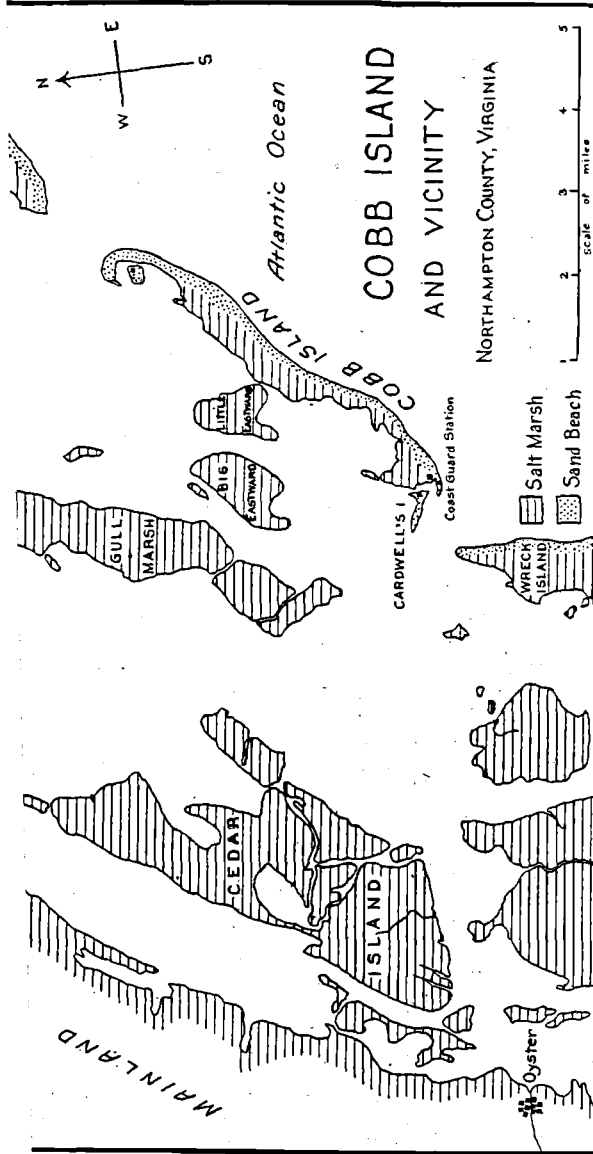 N
W
E
S
Atlantic Ocean
COBB ISLAND
AND VICINITY
NORTHAMPTON COUNTY, VIRGINIA
1 2 3 4 5
scale of miles
Salt Marsh
Sand Beach
COBB ISLAND
LITTLE
EASTWARD
BIG
EASTWARD
GULL
MARSH
CARDWELL'S I
Coast Guard Station
WRECK
ISLAND
CEDAR
ISLAND
MAINLAND
Oyster